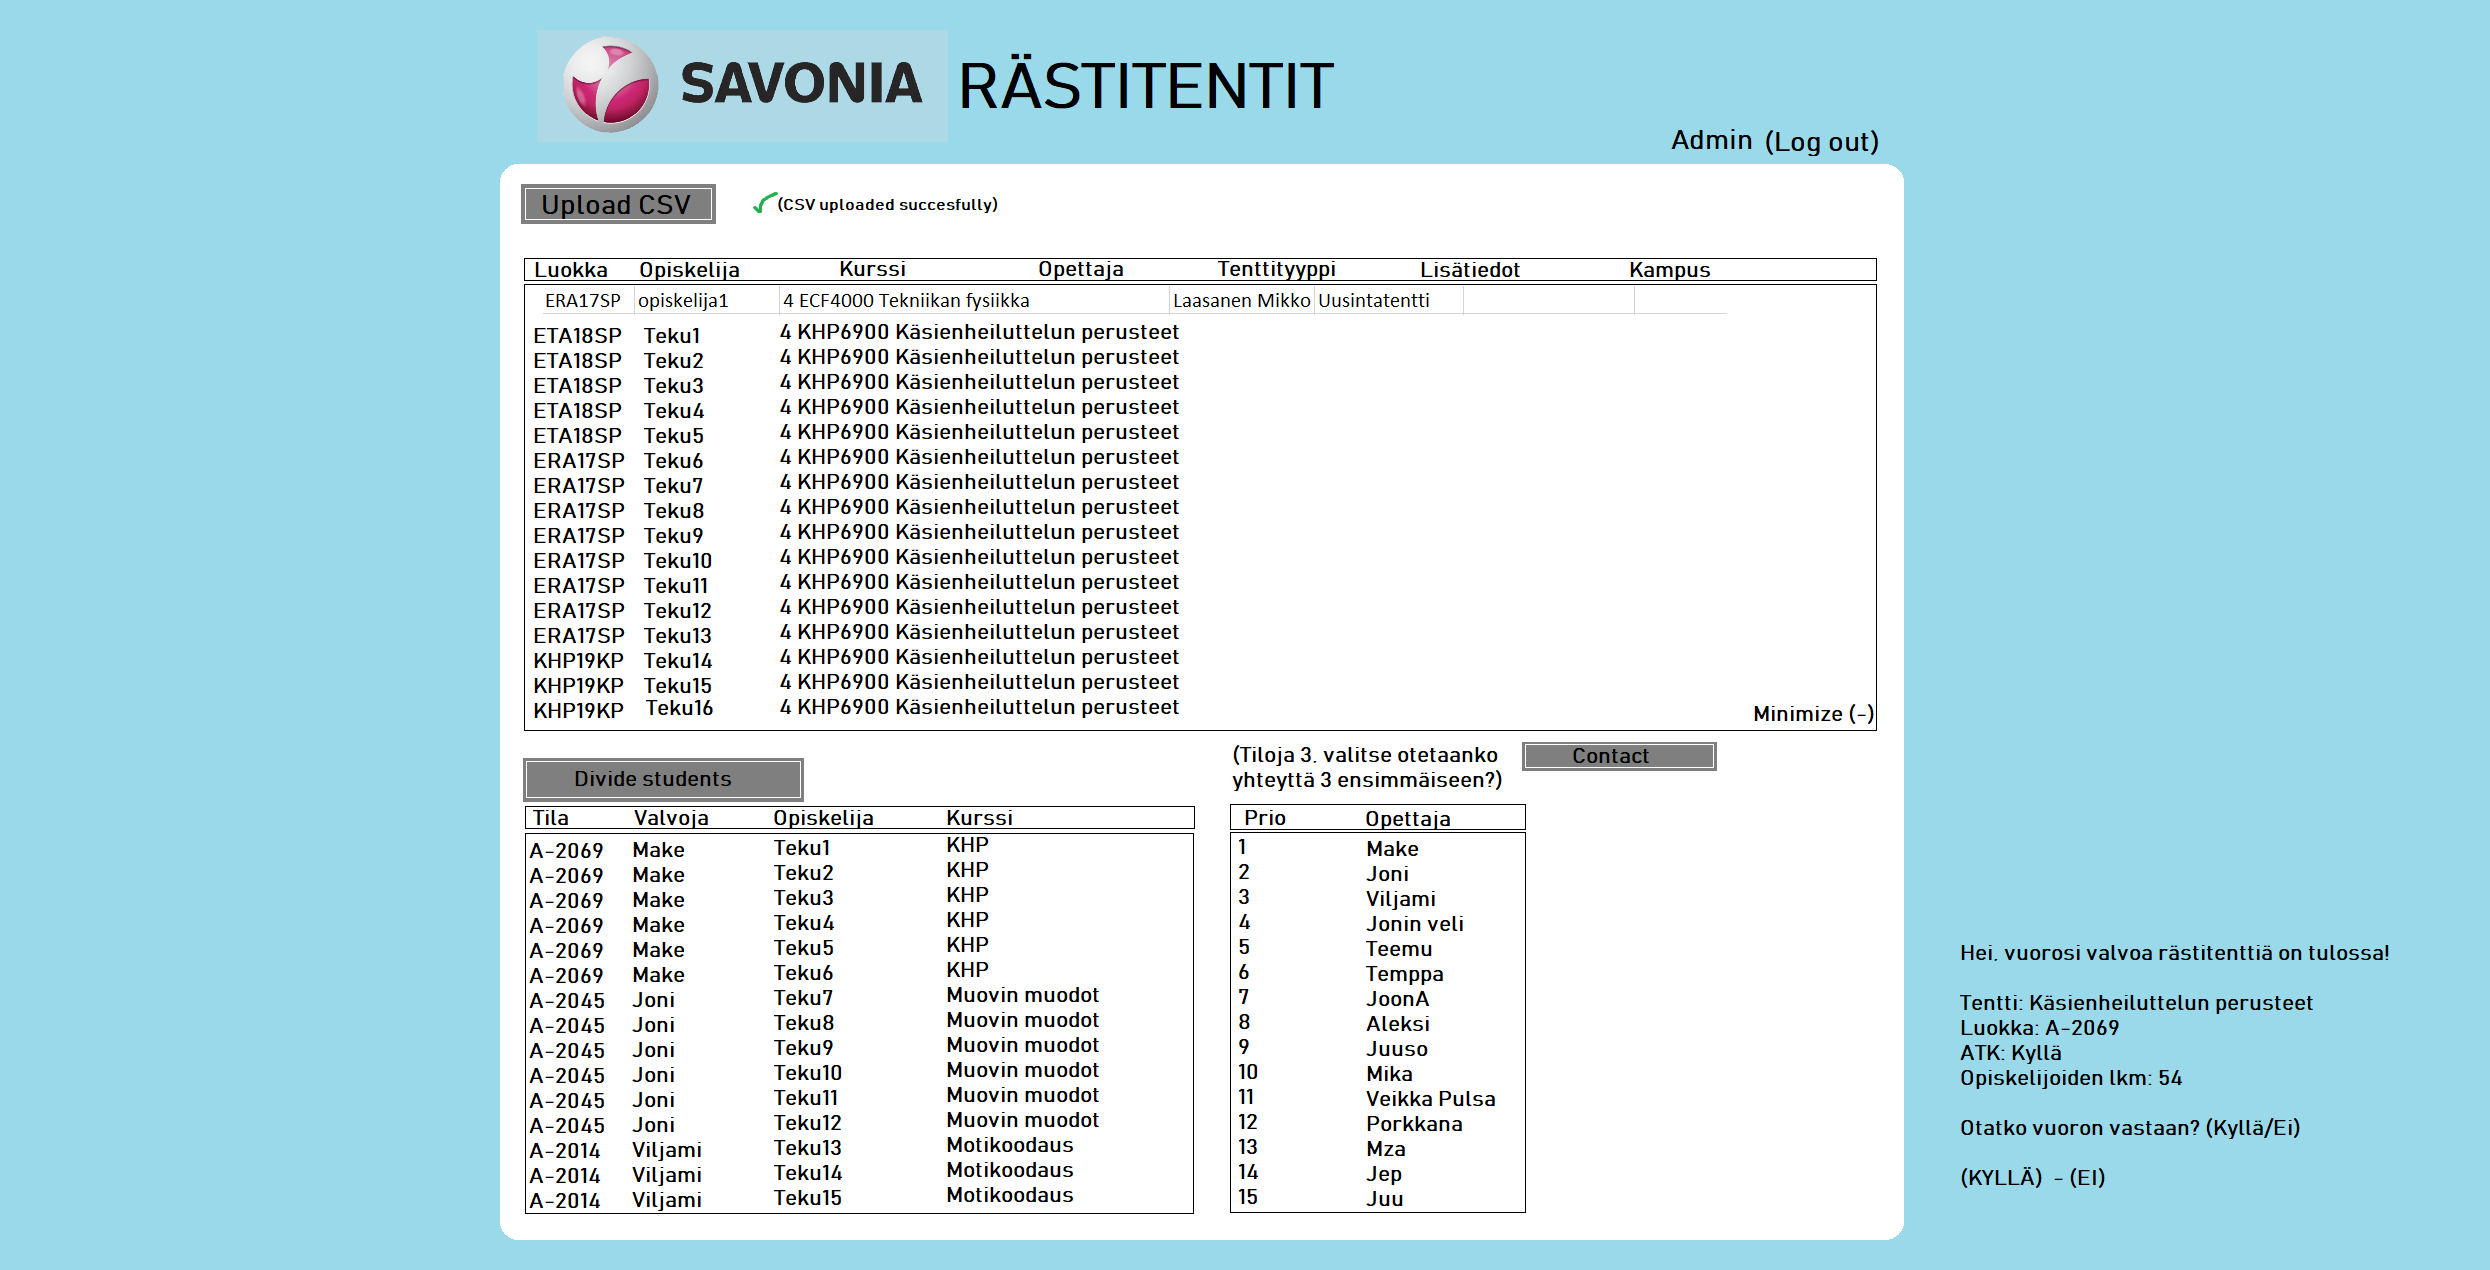 SAVONIA RÄSTITENTIT
Admin (Log out)
Upload CSV (CSV uploaded succesfully)
Luokka Opiskelija Kurssi Opettaja Tenttityyppi Lisätiedot Kampus
ERA17SP opiskelija1 4 ECF4000 Tekniikan fysiikka Laasanen Mikko Uusintatentti
ETA18SP Teku1 4 KHP6900 Käsienheiluttelun perusteet
ETA18SP Teku2 4 KHP6900 Käsienheiluttelun perusteet
ETA18SP Teku3 4 KHP6900 Käsienheiluttelun perusteet
ETA18SP Teku4 4 KHP6900 Käsienheiluttelun perusteet
ETA18SP Teku5 4 KHP6900 Käsienheiluttelun perusteet
ERA17SP Teku6 4 KHP6900 Käsienheiluttelun perusteet
ERA17SP Teku7 4 KHP6900 Käsienheiluttelun perusteet
ERA17SP Teku8 4 KHP6900 Käsienheiluttelun perusteet
ERA17SP Teku9 4 KHP6900 Käsienheiluttelun perusteet
ERA17SP Teku10 4 KHP6900 Käsienheiluttelun perusteet
ERA17SP Teku11 4 KHP6900 Käsienheiluttelun perusteet
ERA17SP Teku12 4 KHP6900 Käsienheiluttelun perusteet
ERA17SP Teku13 4 KHP6900 Käsienheiluttelun perusteet
KHP19KP Teku14 4 KHP6900 Käsienheiluttelun perusteet
KHP19KP Teku15 4 KHP6900 Käsienheiluttelun perusteet
KHP19KP Teku16 4 KHP6900 Käsienheiluttelun perusteet
Minimize (-)
Divide students
Tila Valvoja Opiskelija Kurssi
A-2069 Make Teku1 KHP
A-2069 Make Teku2 KHP
A-2069 Make Teku3 KHP
A-2069 Make Teku4 KHP
A-2069 Make Teku5 KHP
A-2069 Make Teku6 KHP
A-2045 Joni Teku7 Muovin muodot
A-2045 Joni Teku8 Muovin muodot
A-2045 Joni Teku9 Muovin muodot
A-2045 Joni Teku10 Muovin muodot
A-2045 Joni Teku11 Muovin muodot
A-2045 Joni Teku12 Muovin muodot
A-2014 Viljami Teku13 Motikoodaus
A-2014 Viljami Teku14 Motikoodaus
A-2014 Viljami Teku15 Motikoodaus
(Tiloja 3, valitse otetaanko
yhteyttä 3 ensimmäiseen?)
Contact
Prio Opettaja
1 Make
2 Joni
3 Viljami
4 Jonin veli
5 Teemu
6 Temppa
7 JoonA
8 Aleksi
9 Juuso
10 Mika
11 Veikka Pulsa
12 Porkkana
13 Mza
14 Jep
15 Juu
Hei, vuorosi valvoa rästitenttiä on tulossa!
Tentti: Käsienheiluttelun perusteet
Luokka: A-2069
ATK: Kyllä
Opiskelijoiden lkm: 54
Otatko vuoron vastaan? (Kyllä/Ei)
(KYLLÄ) - (EI)